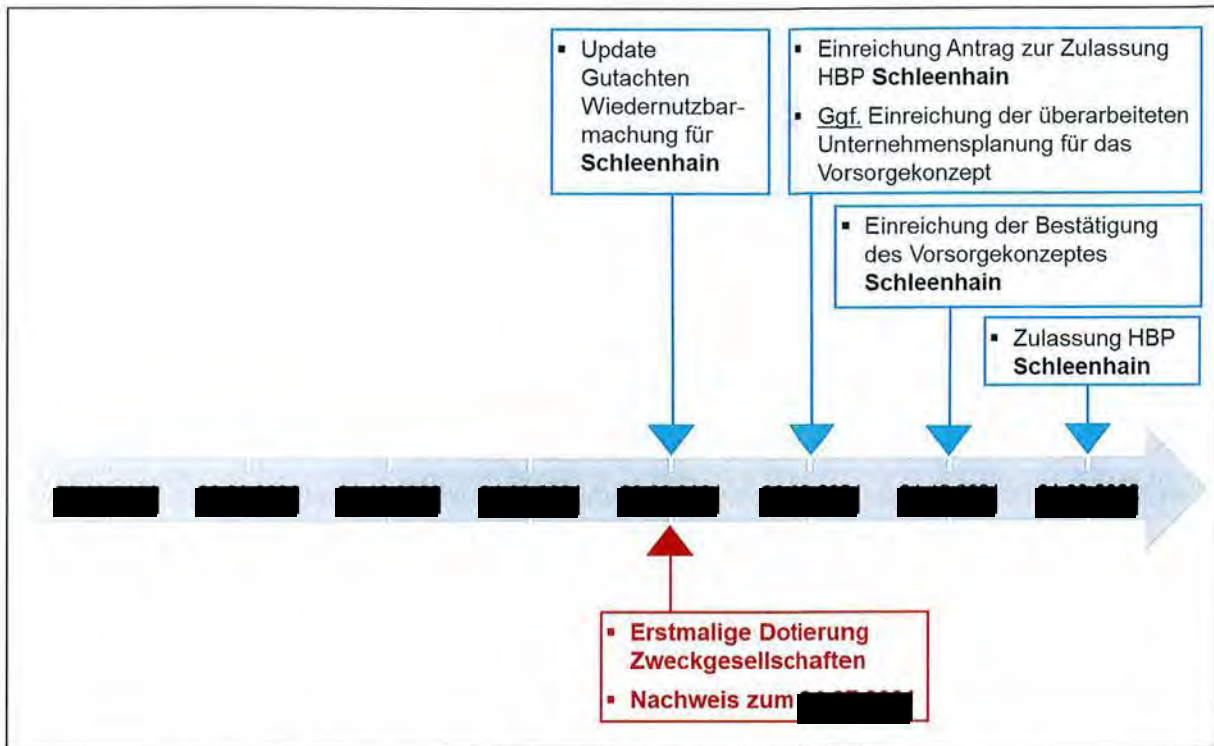 ▪ Update
Gutachten
Wiedernutzbar-
machung für
Schleenhain
▪ Einreichung Antrag zur Zulassung
HBP Schleenhain
▪ Ggf. Einreichung der überarbeiteten
Unternehmensplanung für das
Vorsorgekonzept
▪ Einreichung der Bestätigung
des Vorsorgekonzeptes
Schleenhain
▪ Zulassung HBP
Schleenhain
▪ Erstmalige Dotierung
Zweckgesellschaften
▪ Nachweis zum